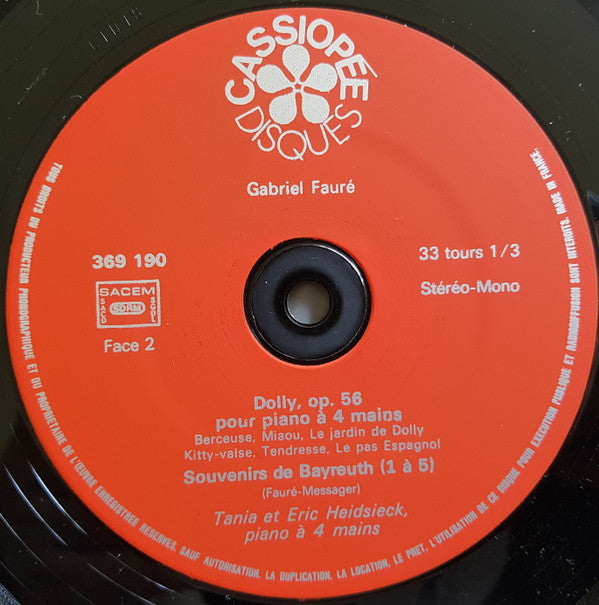 CASSIOPÉE
DISQUES
Gabriel Fauré
369 190
33 tours 1/3
SACEM
SACD SDRM SGDL
Stéréo-Mono
Face 2
Dolly, op. 56
pour piano à 4 mains
Berceuse, Miaou, Le jardin de Dolly
Kitty-valse, Tendresse, Le pas Espagnol
Souvenirs de Bayreuth (1 à 5)
(Fauré-Messager)
Tania et Eric Heidsieck,
piano à 4 mains
TOUS DROITS DU PRODUCTEUR PHONOGRAPHIQUE ET DU PROPRIETAIRE DE L'ŒUVRE ENREGISTREE RESERVES. SAUF AUTORISATION, LA DUPLICATION, LA LOCATION, LE PRET, L'UTILISATION DE CE DISQUE POUR EXECUTION PUBLIQUE ET RADIODIFFUSION SONT INTERDITS. MADE IN FRANCE.